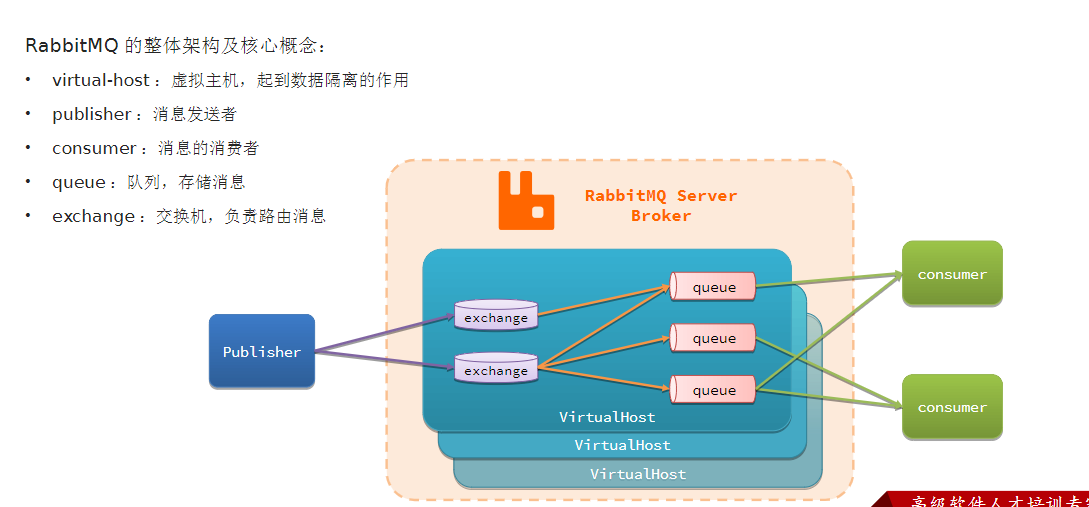 RabbitMQ 的整体架构及核心概念：
• virtual-host：虚拟主机，起到数据隔离的作用
• publisher：消息发送者
• consumer：消息的消费者
• queue：队列，存储消息
• exchange：交换机，负责路由消息
RabbitMQ Server
Broker
Publisher
exchange
exchange
queue
queue
queue
VirtualHost
VirtualHost
VirtualHost
consumer
consumer
高级软件人才培训专